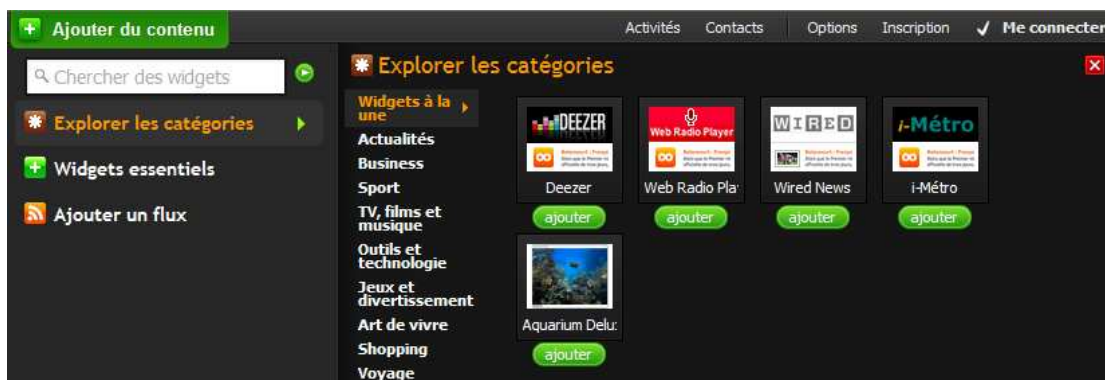 Ajouter du contenu
Activités Contacts Options Inscription Me connecter
Chercher des widgets
Explorer les catégories
Widgets essentiels
Ajouter un flux
Explorer les catégories
Widgets à la
une
Actualités
Business
Sport
TV, films et
musique
Outils et
technologie
Jeux et
divertissement
Art de vivre
Shopping
Voyage
DEEZER
Deezer
ajouter
Web Radio Player
Web Radio Pla
ajouter
WIRED
Wired News
ajouter
i-Métro
i-Métro
ajouter
Aquarium Delu
ajouter